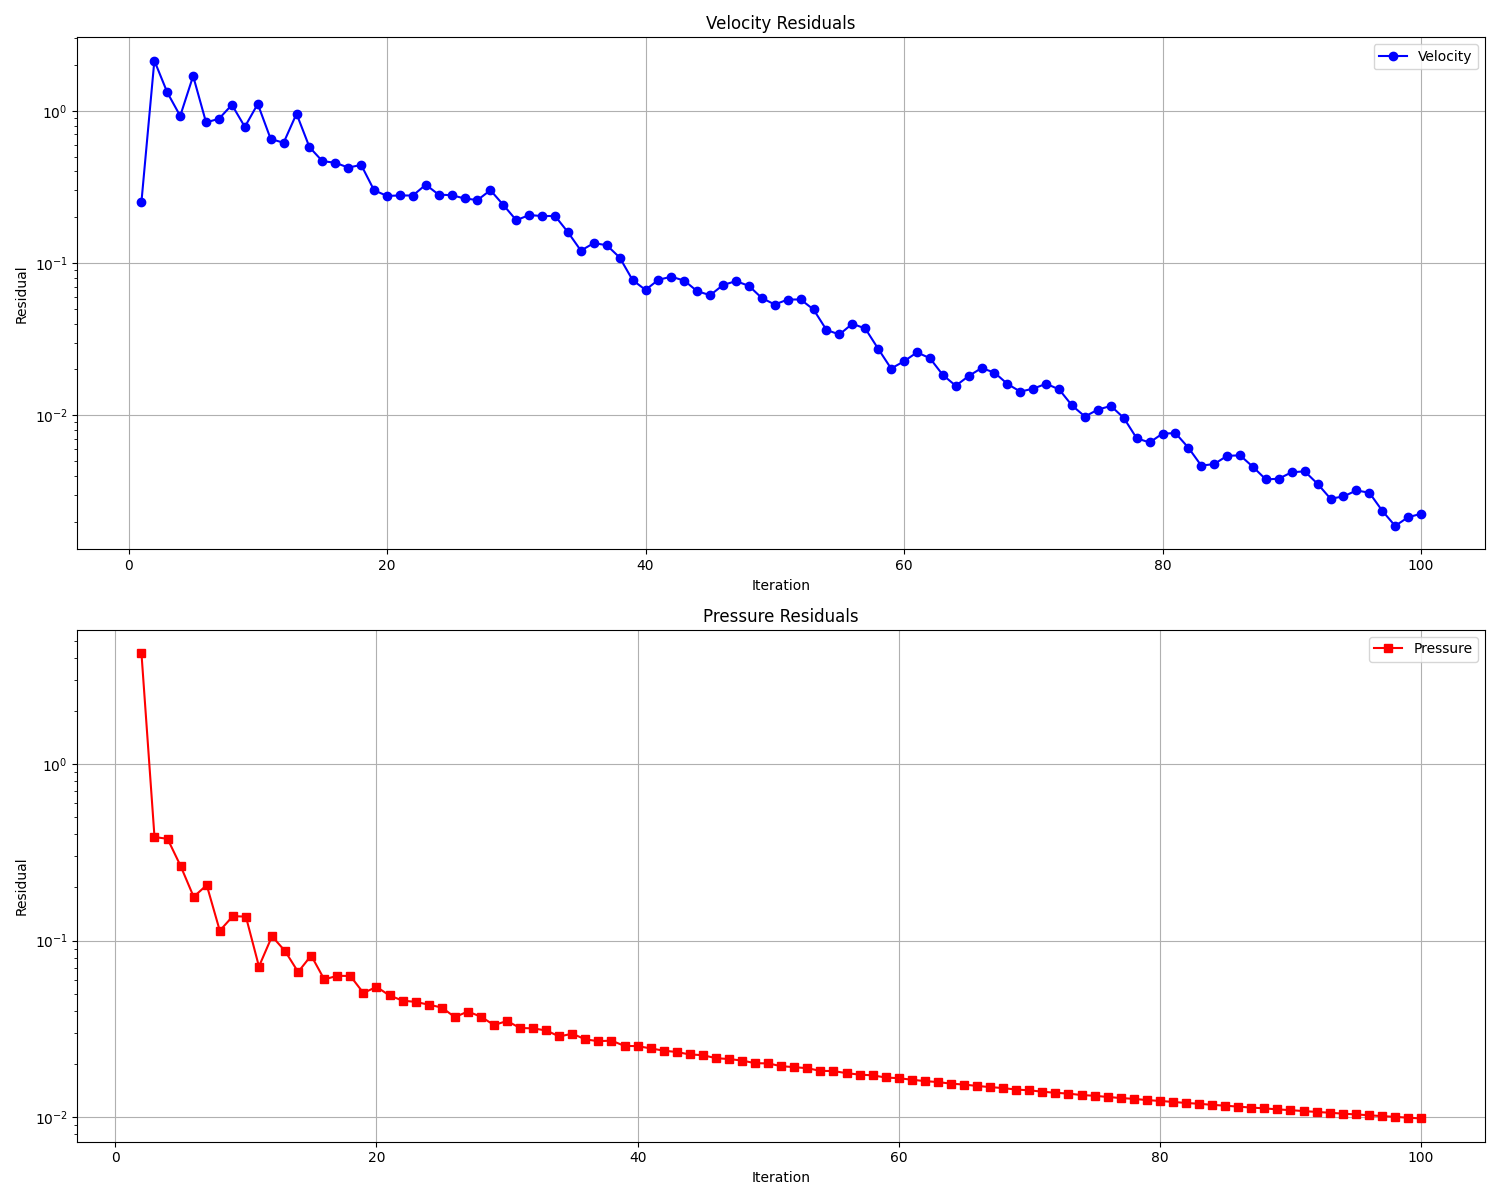 Velocity Residuals
Velocity
10^0
10^-1
10^-2
Residual
0 20 40 60 80 100
Iteration
Pressure Residuals
Pressure
10^0
10^-1
10^-2
Residual
0 20 40 60 80 100
Iteration